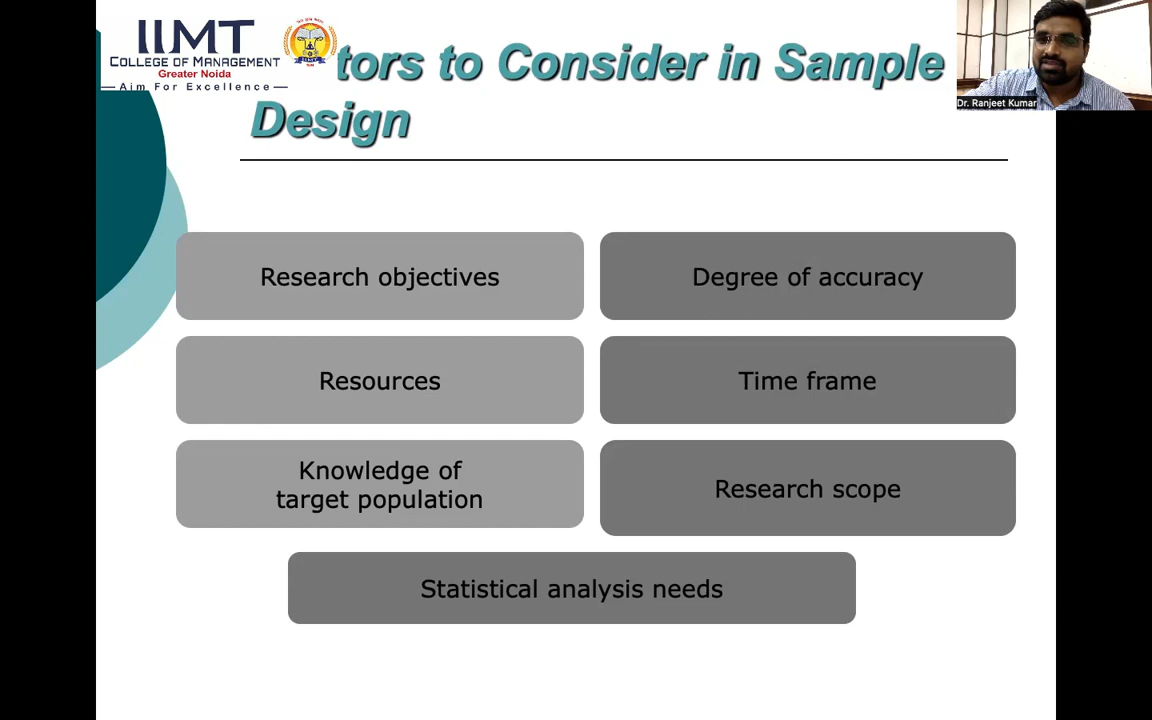 IIMT
COLLEGE OF MANAGEMENT
Greater Noida
Aim For Excellence
tors to Consider in Sample
Design
Dr. Ranjeet Kumar
Research objectives
Degree of accuracy
Resources
Time frame
Knowledge of
target population
Research scope
Statistical analysis needs